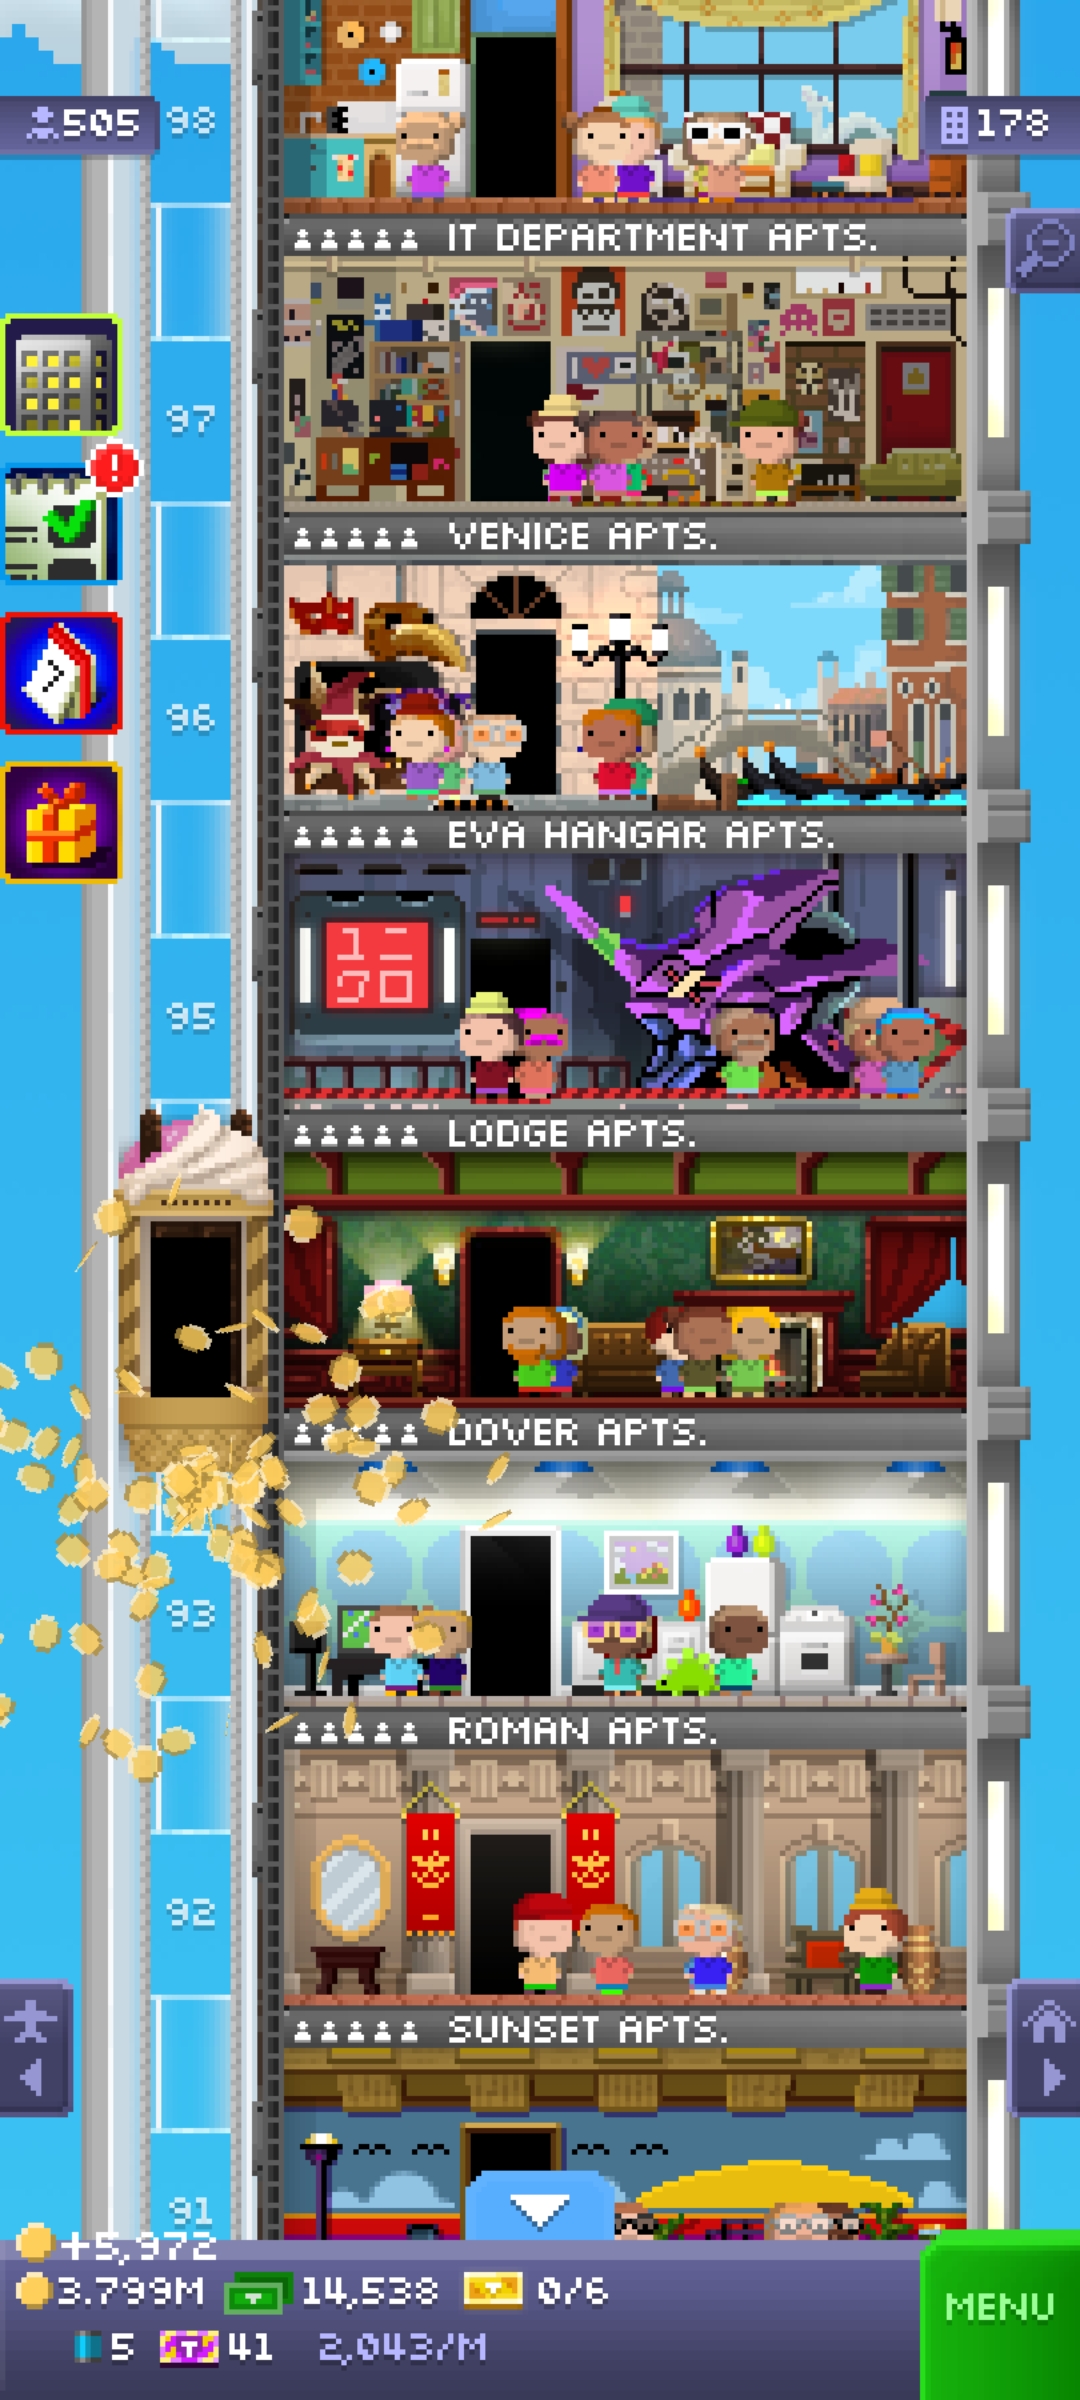 505
98
178
IT DEPARTMENT APTS.
97
VENICE APTS.
96
EVA HANGAR APTS.
95
LODGE APTS.
DOVER APTS.
93
ROMAN APTS.
92
SUNSET APTS.
91
+5,972
3.799M 14,538 0/6
MENU
5 41 2,043/M